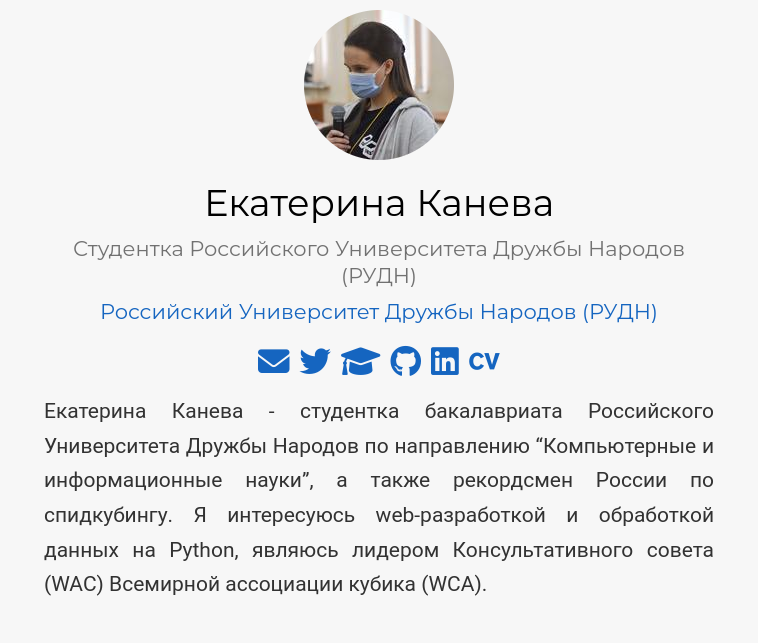 Екатерина Канева
Студентка Российского Университета Дружбы Народов
(РУДН)
Российский Университет Дружбы Народов (РУДН)
CV
Екатерина Канева - студентка бакалавриата Российского
Университета Дружбы Народов по направлению “Компьютерные и
информационные науки”, а также рекордсмен России по
спидкубингу. Я интересуюсь web-разработкой и обработкой
данных на Python, являюсь лидером Консультативного совета
(WAC) Всемирной ассоциации кубика (WCA).